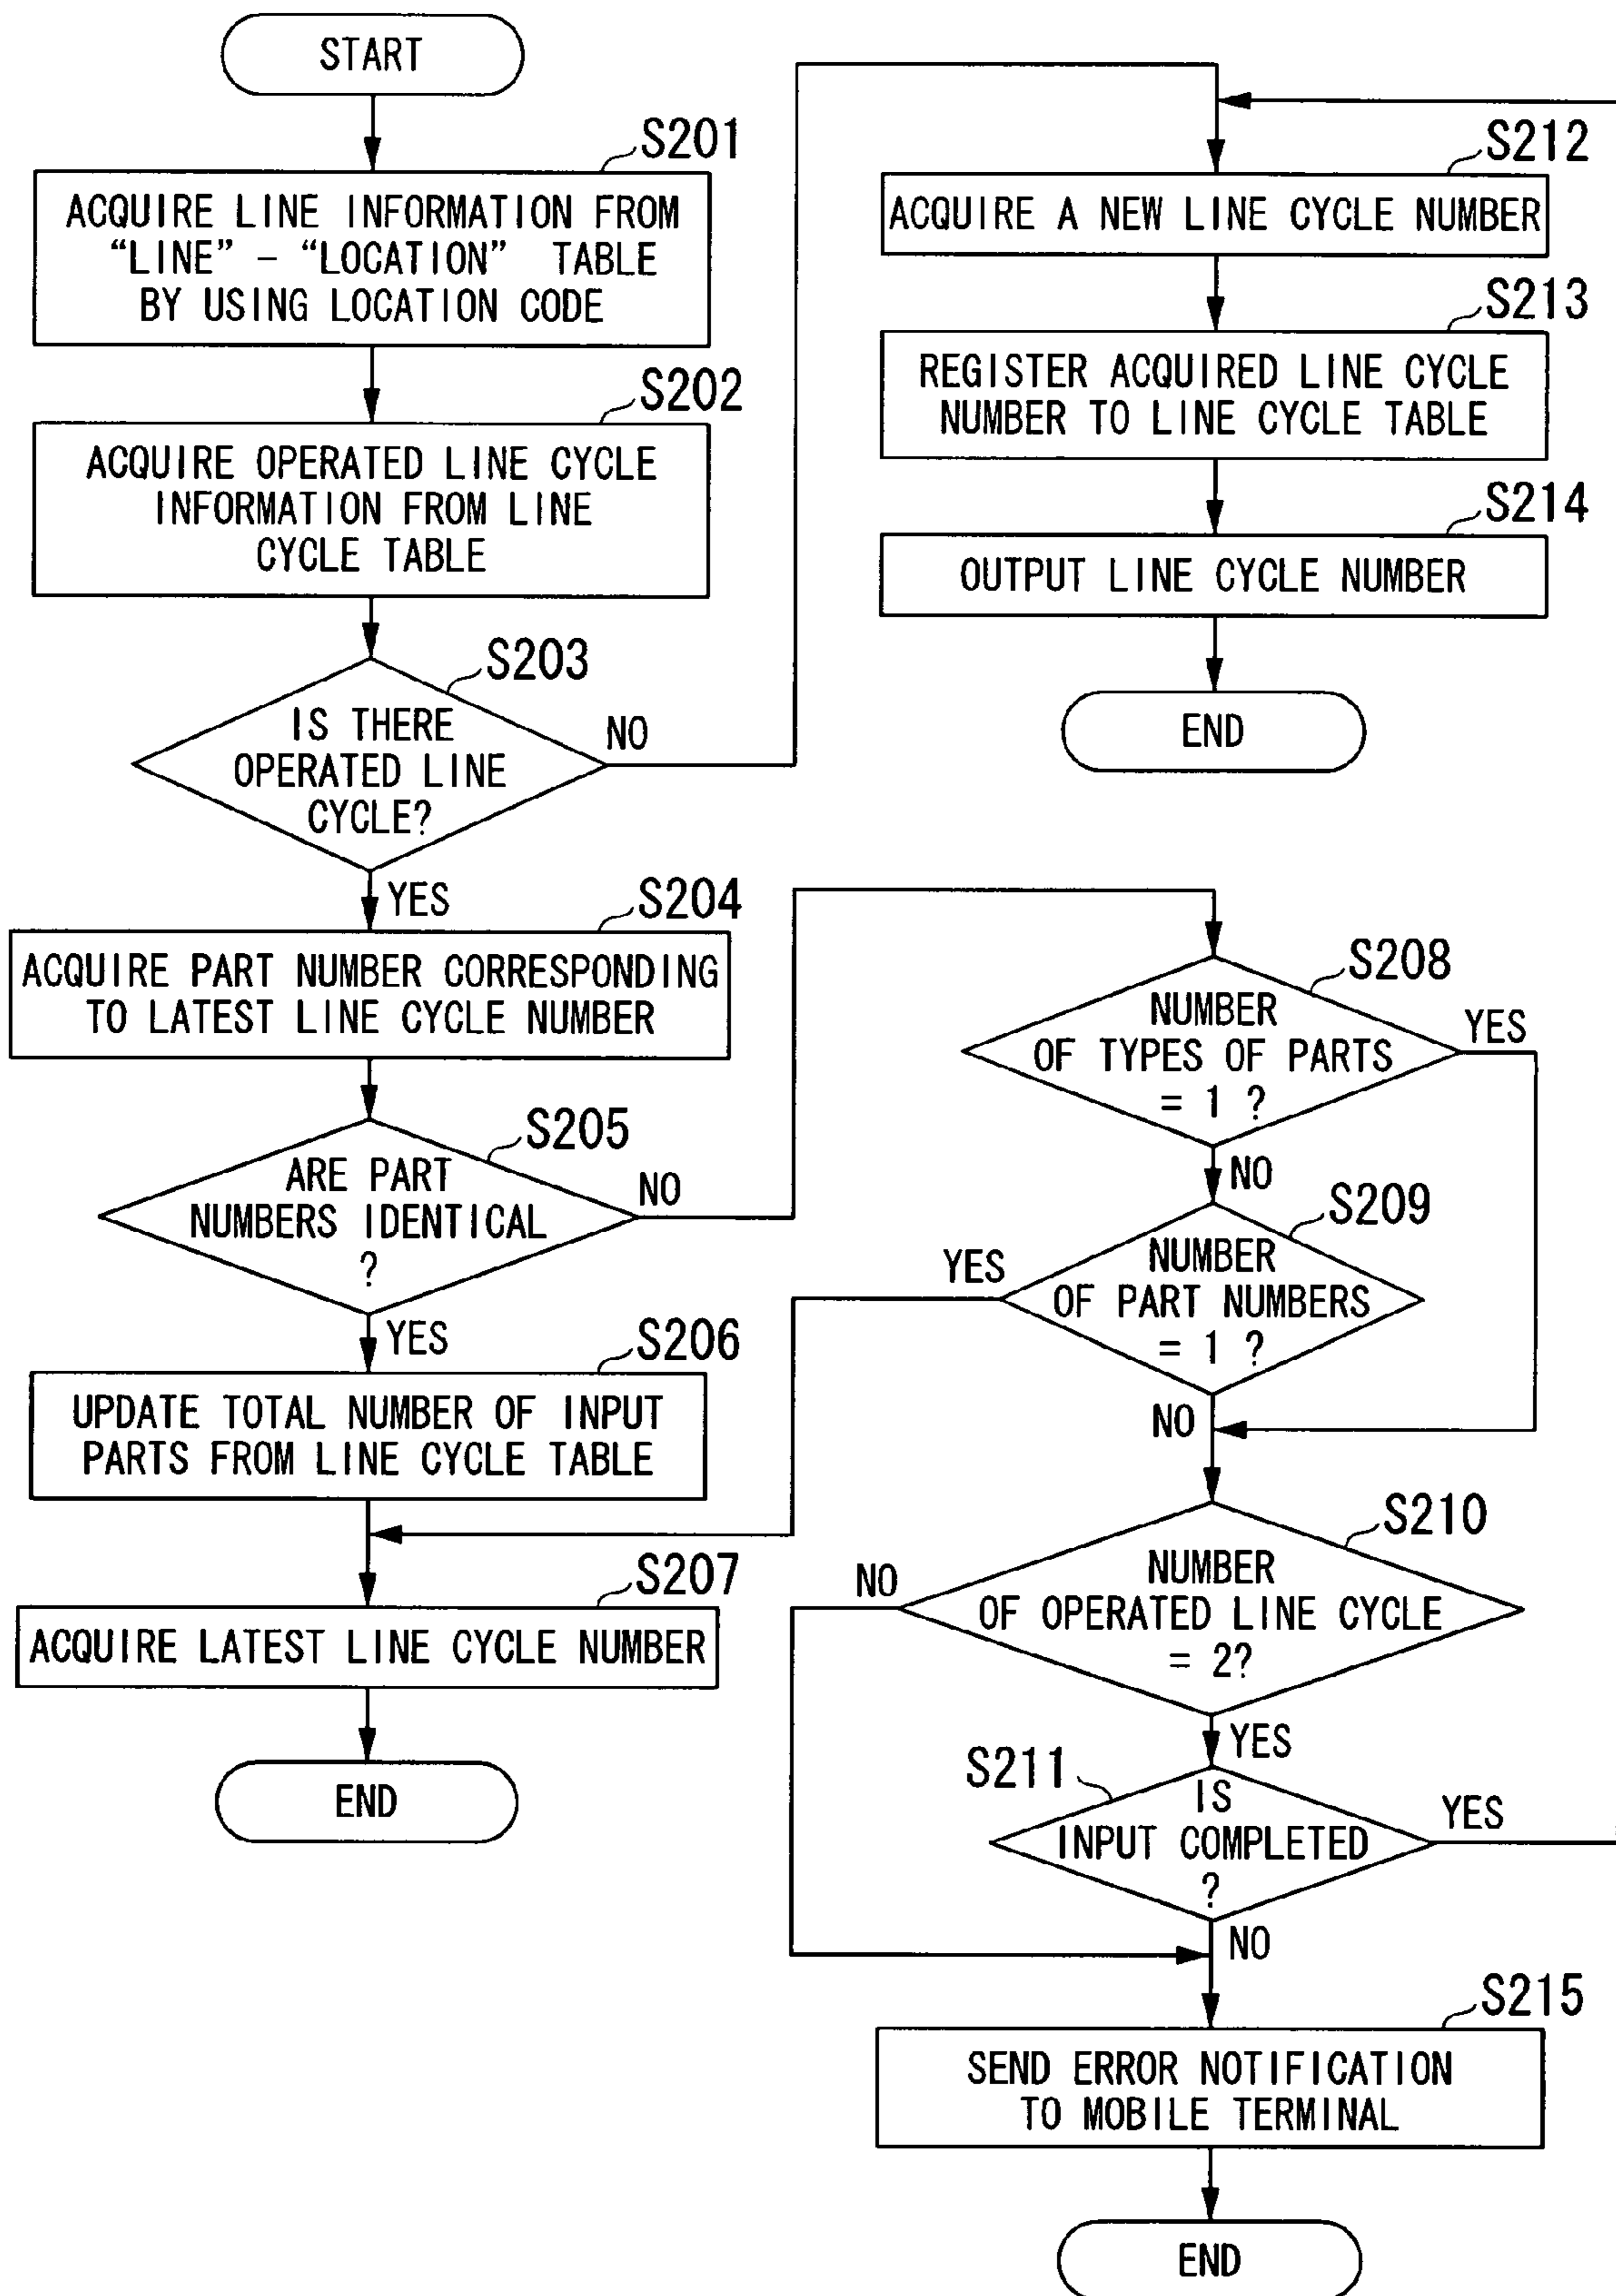 START
S201
ACQUIRE LINE INFORMATION FROM
“LINE” – “LOCATION” TABLE
BY USING LOCATION CODE
S202
ACQUIRE OPERATED LINE CYCLE
INFORMATION FROM LINE
CYCLE TABLE
S203
IS THERE
OPERATED LINE
CYCLE?
NO
YES
S204
ACQUIRE PART NUMBER CORRESPONDING
TO LATEST LINE CYCLE NUMBER
S205
ARE PART
NUMBERS IDENTICAL
?
NO
YES
S206
UPDATE TOTAL NUMBER OF INPUT
PARTS FROM LINE CYCLE TABLE
S207
ACQUIRE LATEST LINE CYCLE NUMBER
END
S212
ACQUIRE A NEW LINE CYCLE NUMBER
S213
REGISTER ACQUIRED LINE CYCLE
NUMBER TO LINE CYCLE TABLE
S214
OUTPUT LINE CYCLE NUMBER
END
S208
NUMBER
OF TYPES OF PARTS
= 1 ?
YES
NO
S209
NUMBER
OF PART NUMBERS
= 1 ?
YES
NO
S210
NUMBER
OF OPERATED LINE CYCLE
= 2?
NO
YES
S211
IS
INPUT COMPLETED
?
YES
NO
S215
SEND ERROR NOTIFICATION
TO MOBILE TERMINAL
END